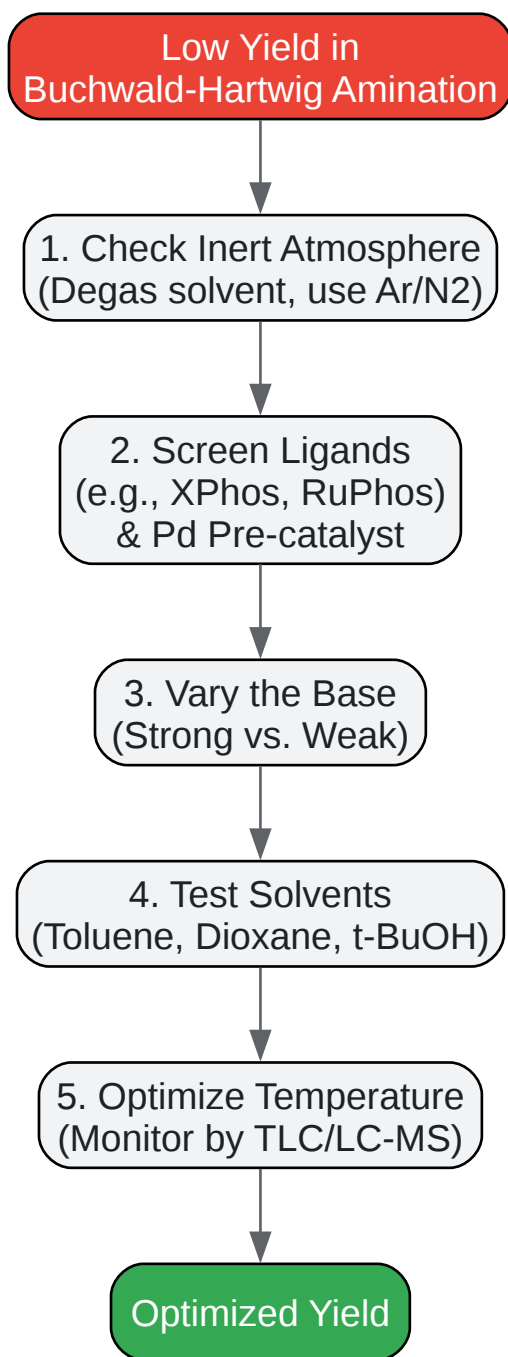 Low Yield in
Buchwald-Hartwig Amination
1. Check Inert Atmosphere
(Degas solvent, use Ar/N2)
2. Screen Ligands
(e.g., XPhos, RuPhos)
& Pd Pre-catalyst
3. Vary the Base
(Strong vs. Weak)
4. Test Solvents
(Toluene, Dioxane, t-BuOH)
5. Optimize Temperature
(Monitor by TLC/LC-MS)
Optimized Yield